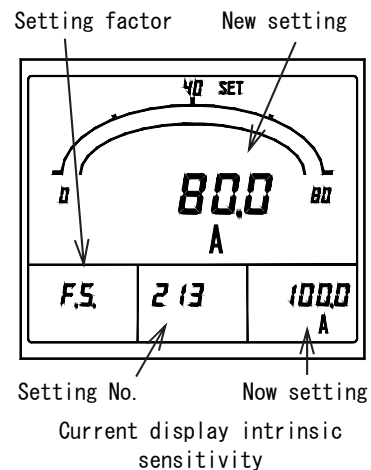 Setting factor New setting
40 SET
0 80.0 80
A
F.S. 213 100.0
A
Setting No. Now setting
Current display intrinsic
sensitivity